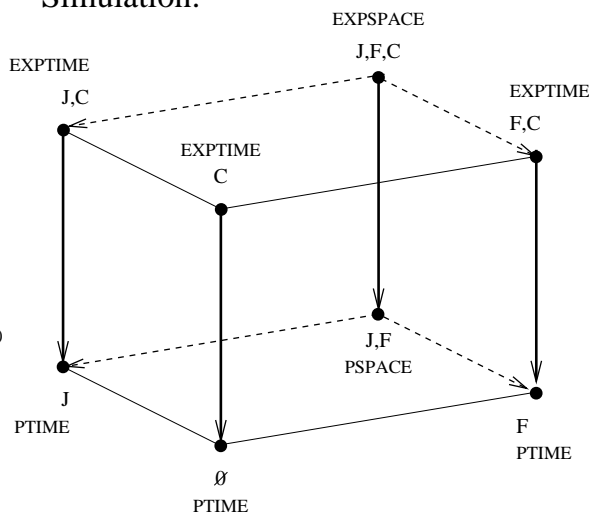 Simulation:
EXPSPACE
J,F,C
EXPTIME
J,C
EXPTIME
F,C
EXPTIME
C
J,F
PSPACE
J
PTIME
F
PTIME
∅
PTIME